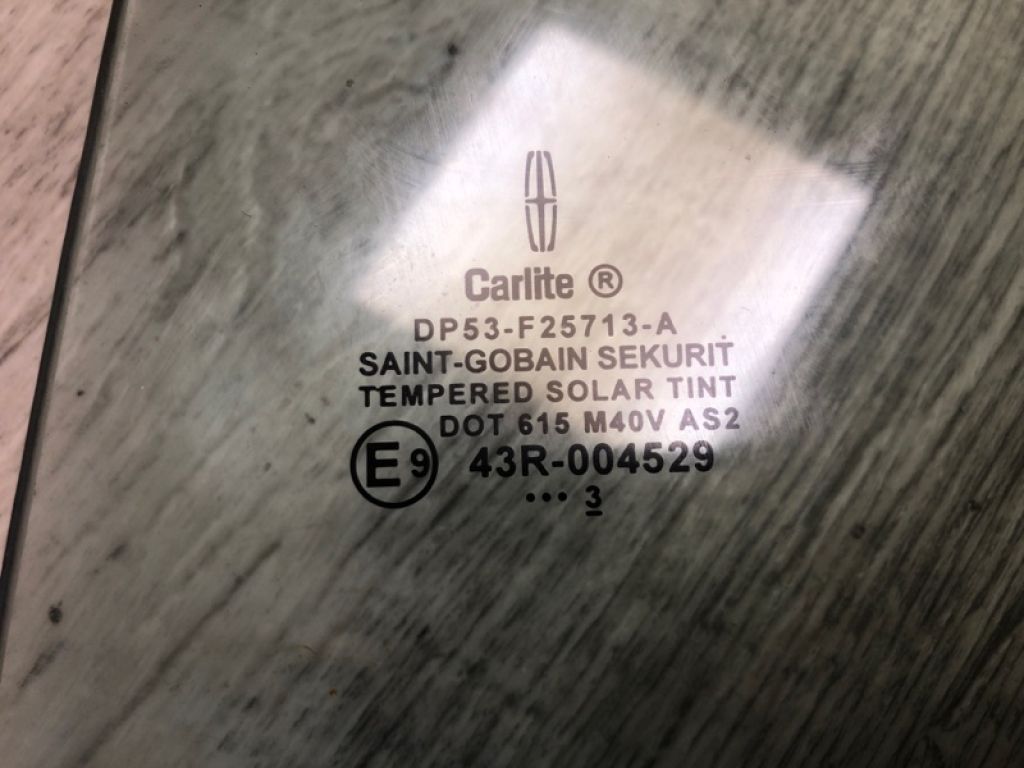 Carlite ®
DP53-F25713-A
SAINT-GOBAIN SEKURIT
TEMPERED SOLAR TINT
DOT 615 M40V AS2
E9 43R-004529
••• 3